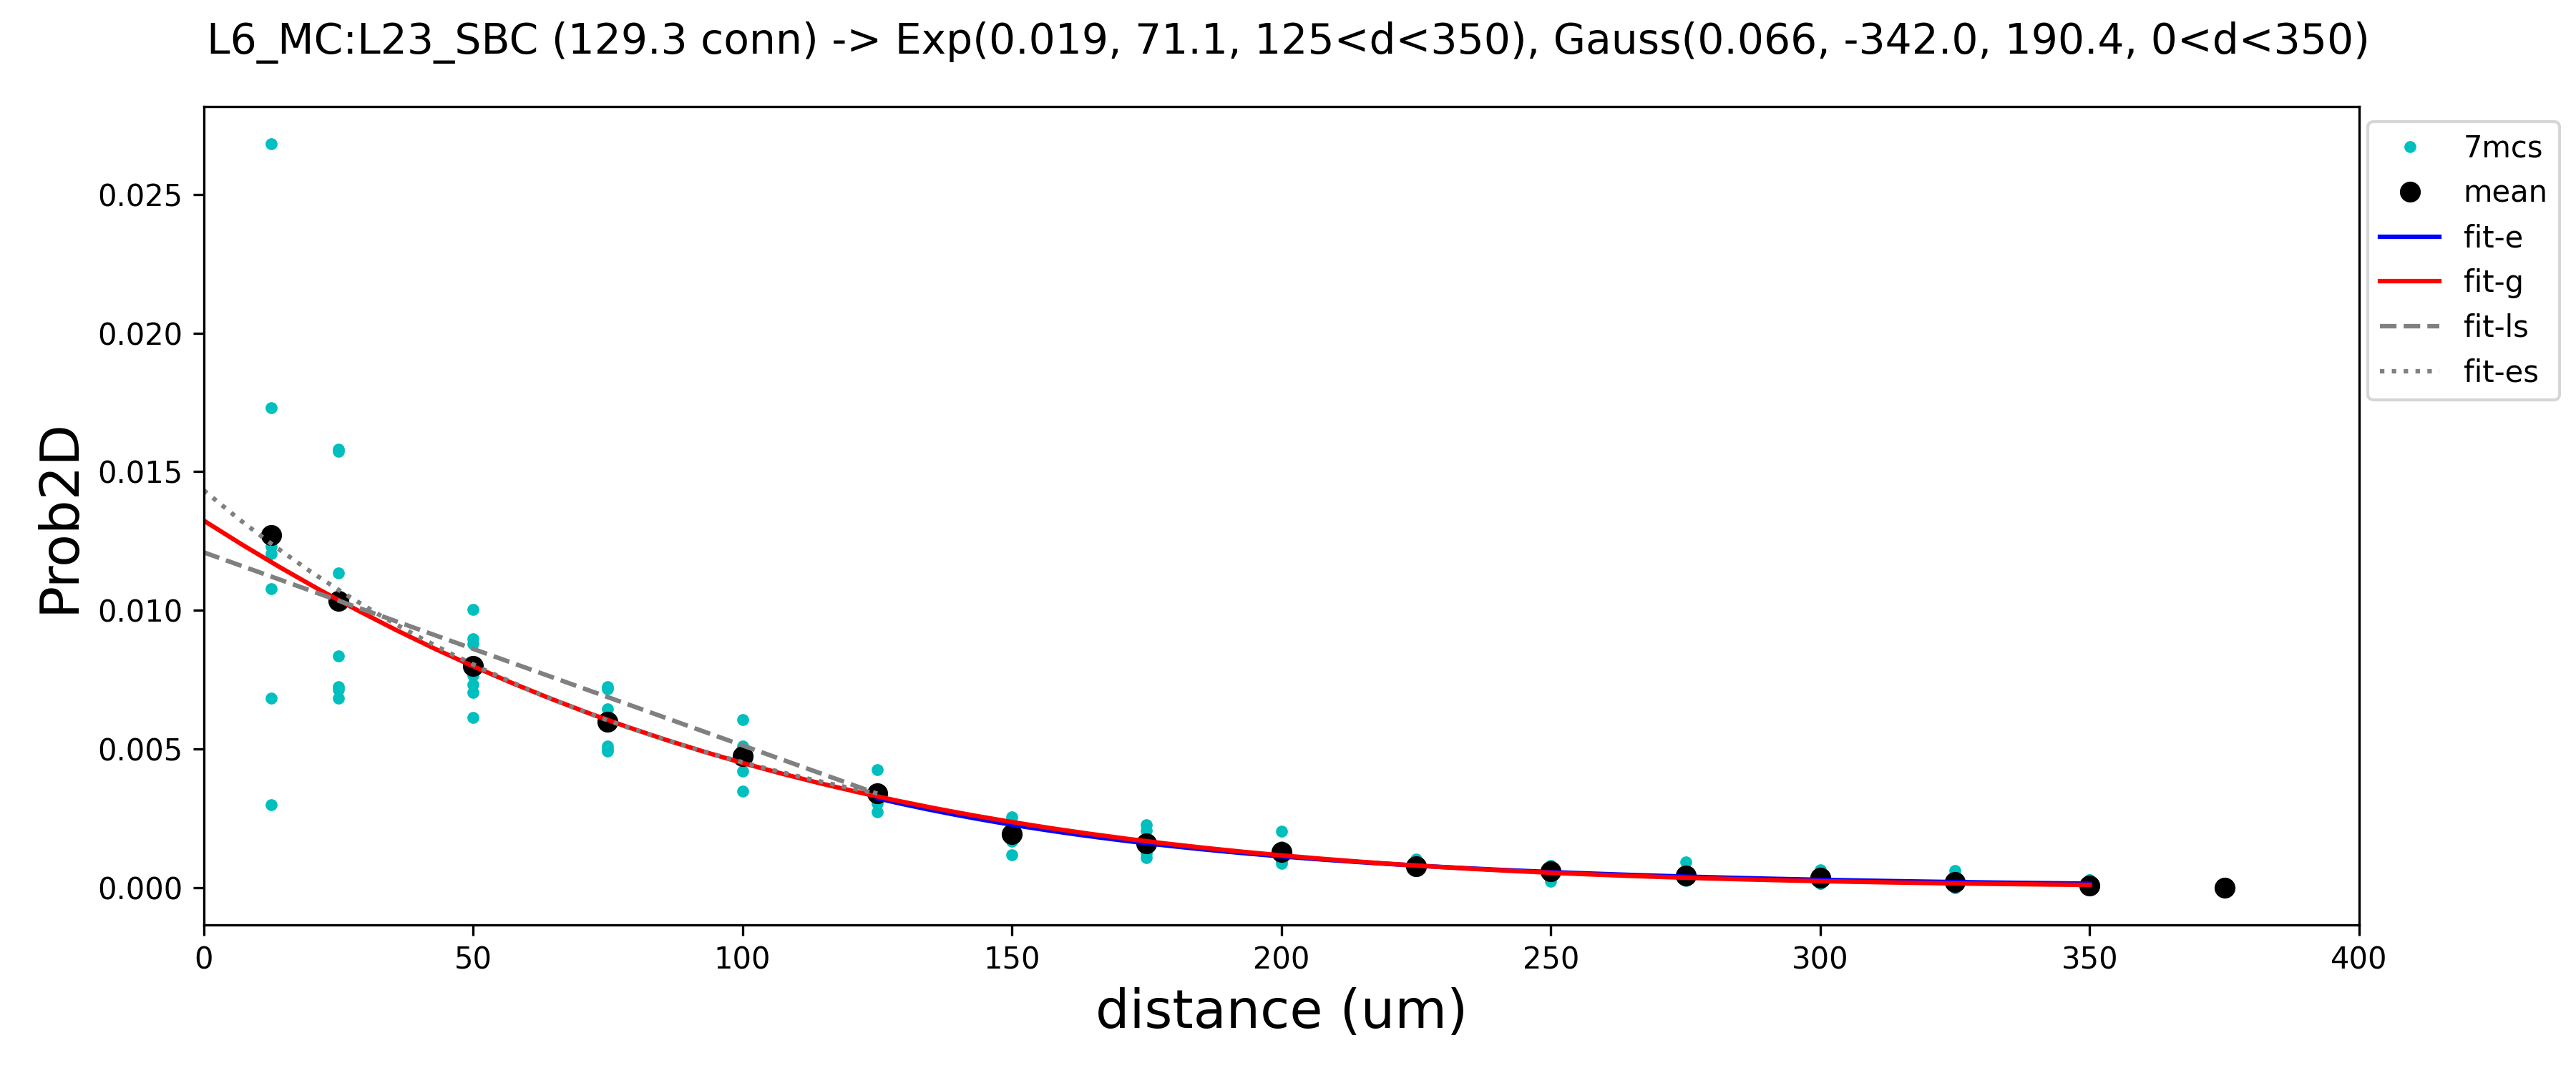 L6_MC:L23_SBC (129.3 conn) -> Exp(0.019, 71.1, 125<d<350), Gauss(0.066, -342.0, 190.4, 0<d<350)
Prob2D
0.025
0.020
0.015
0.010
0.005
0.000
0 50 100 150 200 250 300 350 400
distance (um)
7mcs
mean
fit-e
fit-g
fit-ls
fit-es